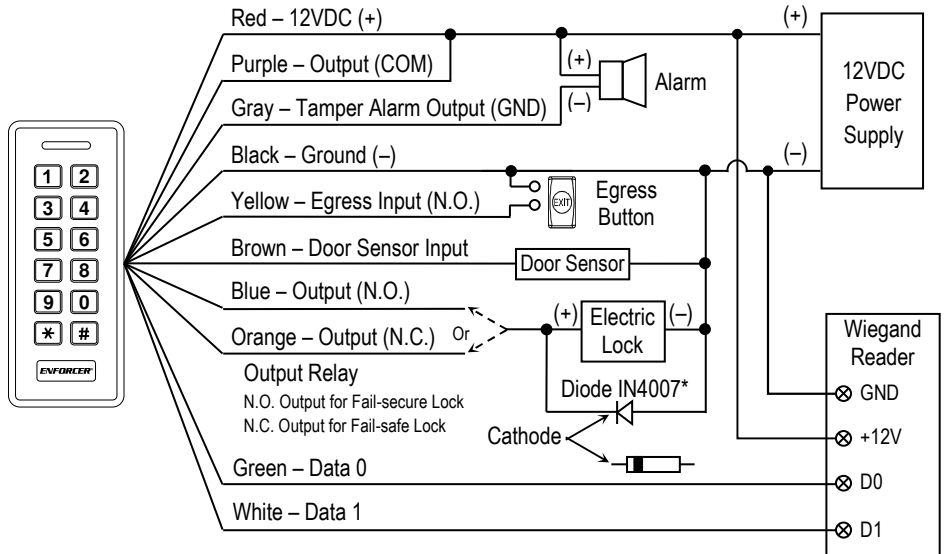 Red – 12VDC (+)
(+)
Purple – Output (COM)
(+)
Alarm
12VDC
Power
Supply
Gray – Tamper Alarm Output (GND)
(–)
Black – Ground (–)
(–)
1 2
3 4
5 6
7 8
9 0
* #
ENFORCER
EXIT
Egress
Button
Yellow – Egress Input (N.O.)
Brown – Door Sensor Input
Door Sensor
Blue – Output (N.O.)
Orange – Output (N.C.)
Or
(+)
Electric
Lock
(–)
Output Relay
N.O. Output for Fail-secure Lock
N.C. Output for Fail-safe Lock
Diode IN4007*
Cathode
Wiegand
Reader
GND
+12V
D0
D1
Green – Data 0
White – Data 1